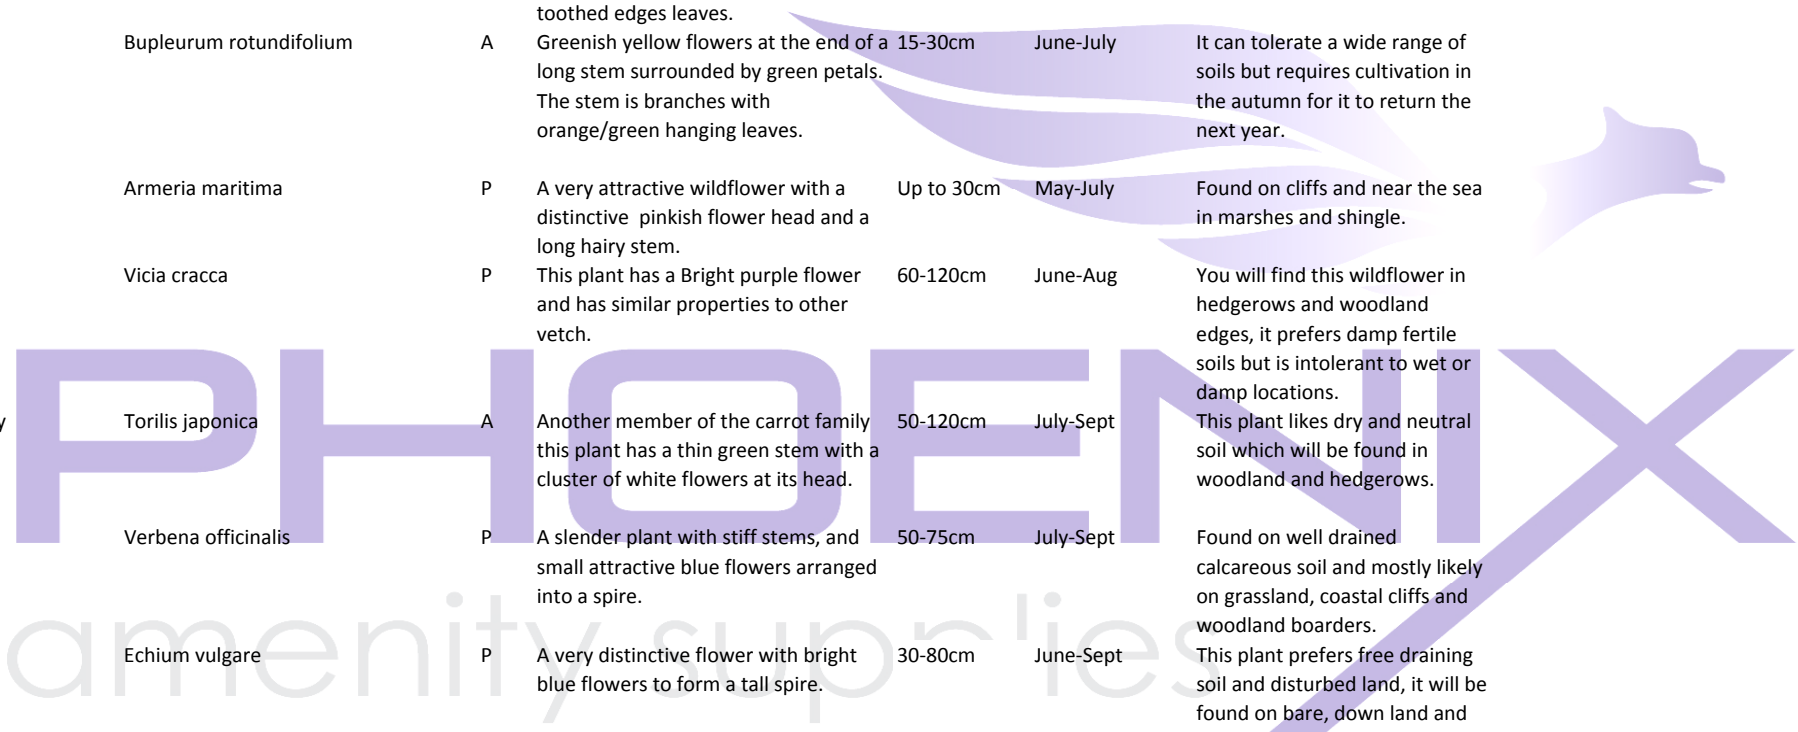 toothed edges leaves.
Bupleurum rotundifolium A Greenish yellow flowers at the end of a 15-30cm June-July It can tolerate a wide range of
long stem surrounded by green petals. soils but requires cultivation in
The stem is branches with the autumn for it to return the
orange/green hanging leaves. next year.
Armeria maritima P A very attractive wildflower with a Up to 30cm May-July Found on cliffs and near the sea
distinctive pinkish flower head and a in marshes and shingle.
long hairy stem.
Vicia cracca P This plant has a Bright purple flower 60-120cm June-Aug You will find this wildflower in
and has similar properties to other hedgerows and woodland
vetch. edges, it prefers damp fertile
soils but is intolerant to wet or
damp locations.
PHOENIX
y Torilis japonica A Another member of the carrot family 50-120cm July-Sept This plant likes dry and neutral
this plant has a thin green stem with a soil which will be found in
cluster of white flowers at its head. woodland and hedgerows.
Verbena officinalis P A slender plant with stiff stems, and 50-75cm July-Sept Found on well drained
small attractive blue flowers arranged calcareous soil and mostly likely
into a spire. on grassland, coastal cliffs and
woodland boarders.
amenity supplies
Echium vulgare P A very distinctive flower with bright 30-80cm June-Sept This plant prefers free draining
blue flowers to form a tall spire. soil and disturbed land, it will be
found on bare, down land and